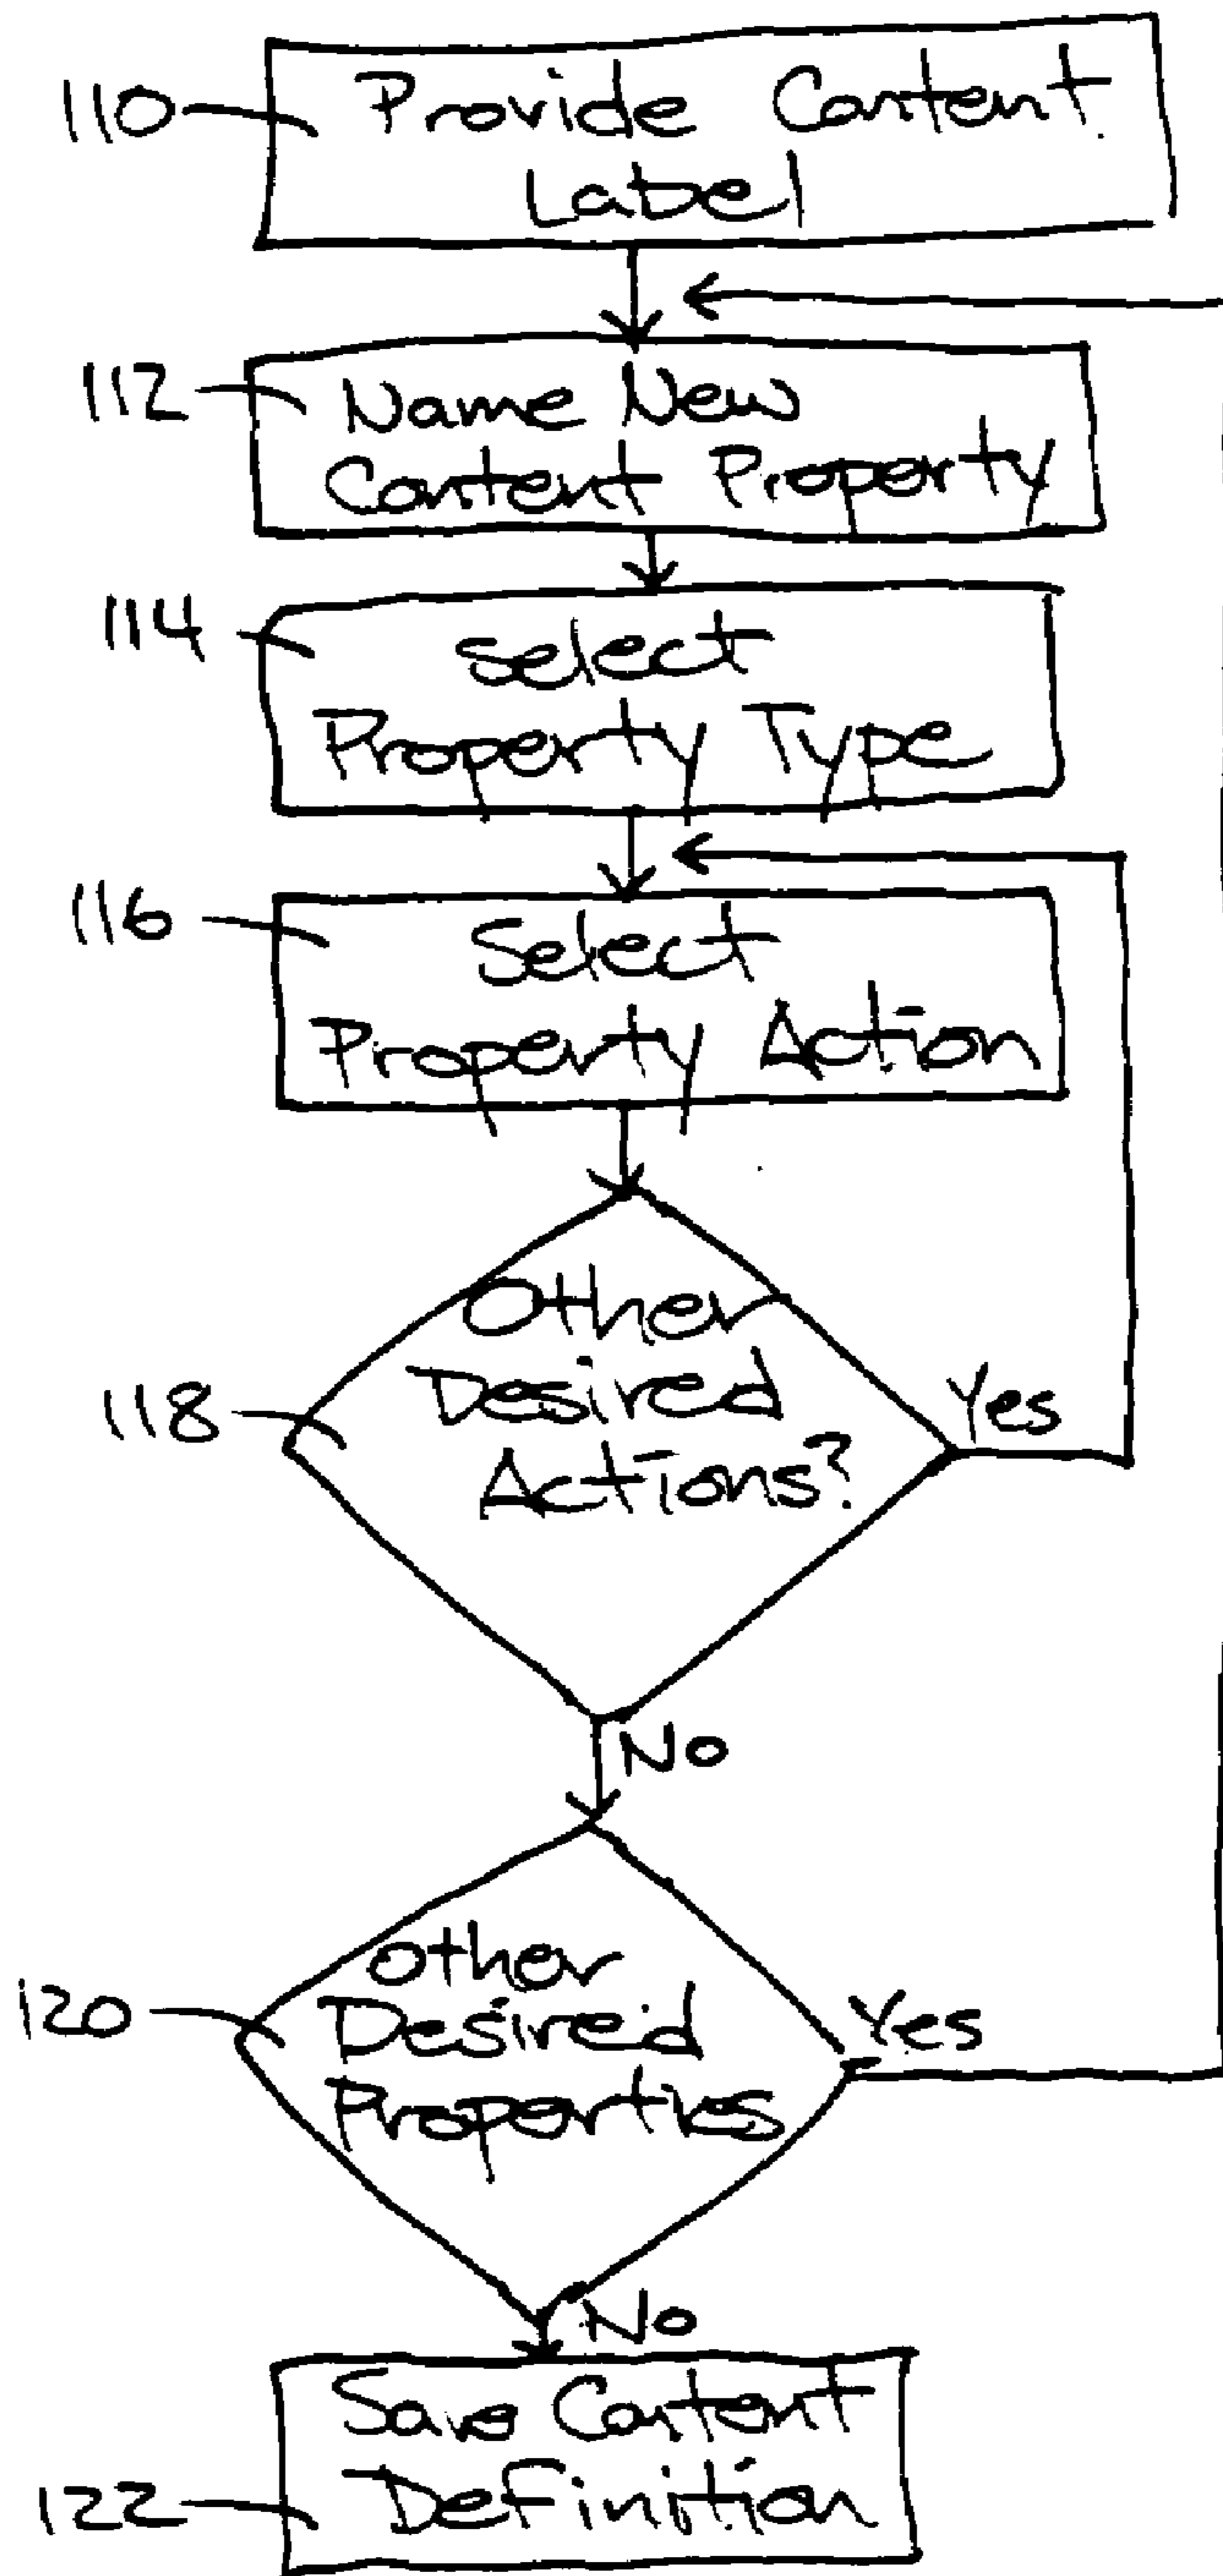 110
Provide Content
Label
112
Name New
Content Property
114
Select
Property Type
116
Select
Property Action
118
Other
Desired
Actions?
Yes
No
120
other
Desired
Properties
Yes
No
Save Content
Definition
122